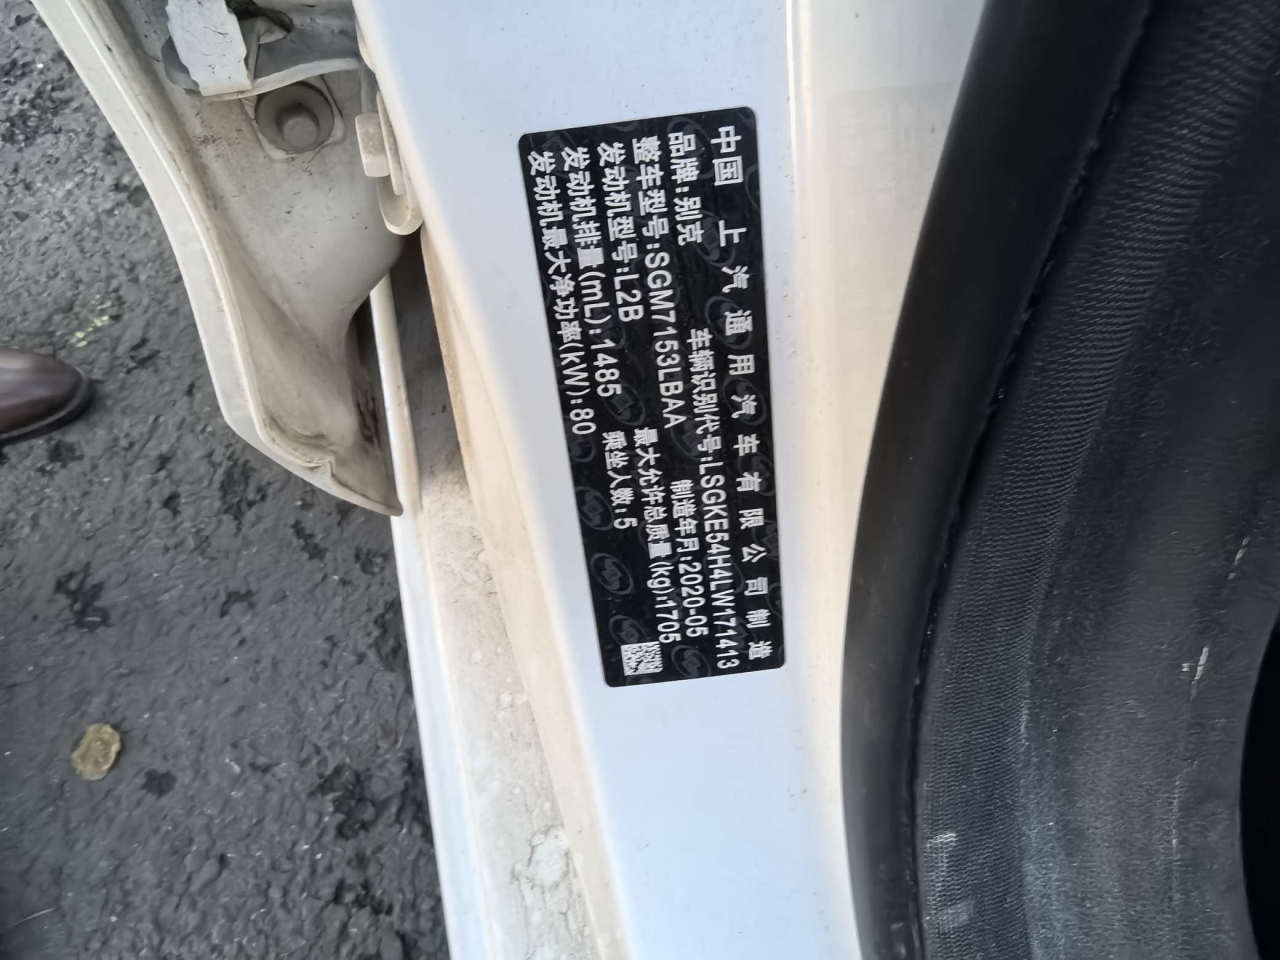 中国 上汽通用汽车有限公司制造
品牌:别克 车辆识别代号:LSGKE54H4LW171413
整车型号:SGM7153LBAA 制造年月:2020-05
发动机型号:L2B 最大允许总质量(kg):1705
发动机排量(mL):1485 乘坐人数:5
发动机最大净功率(kW):80